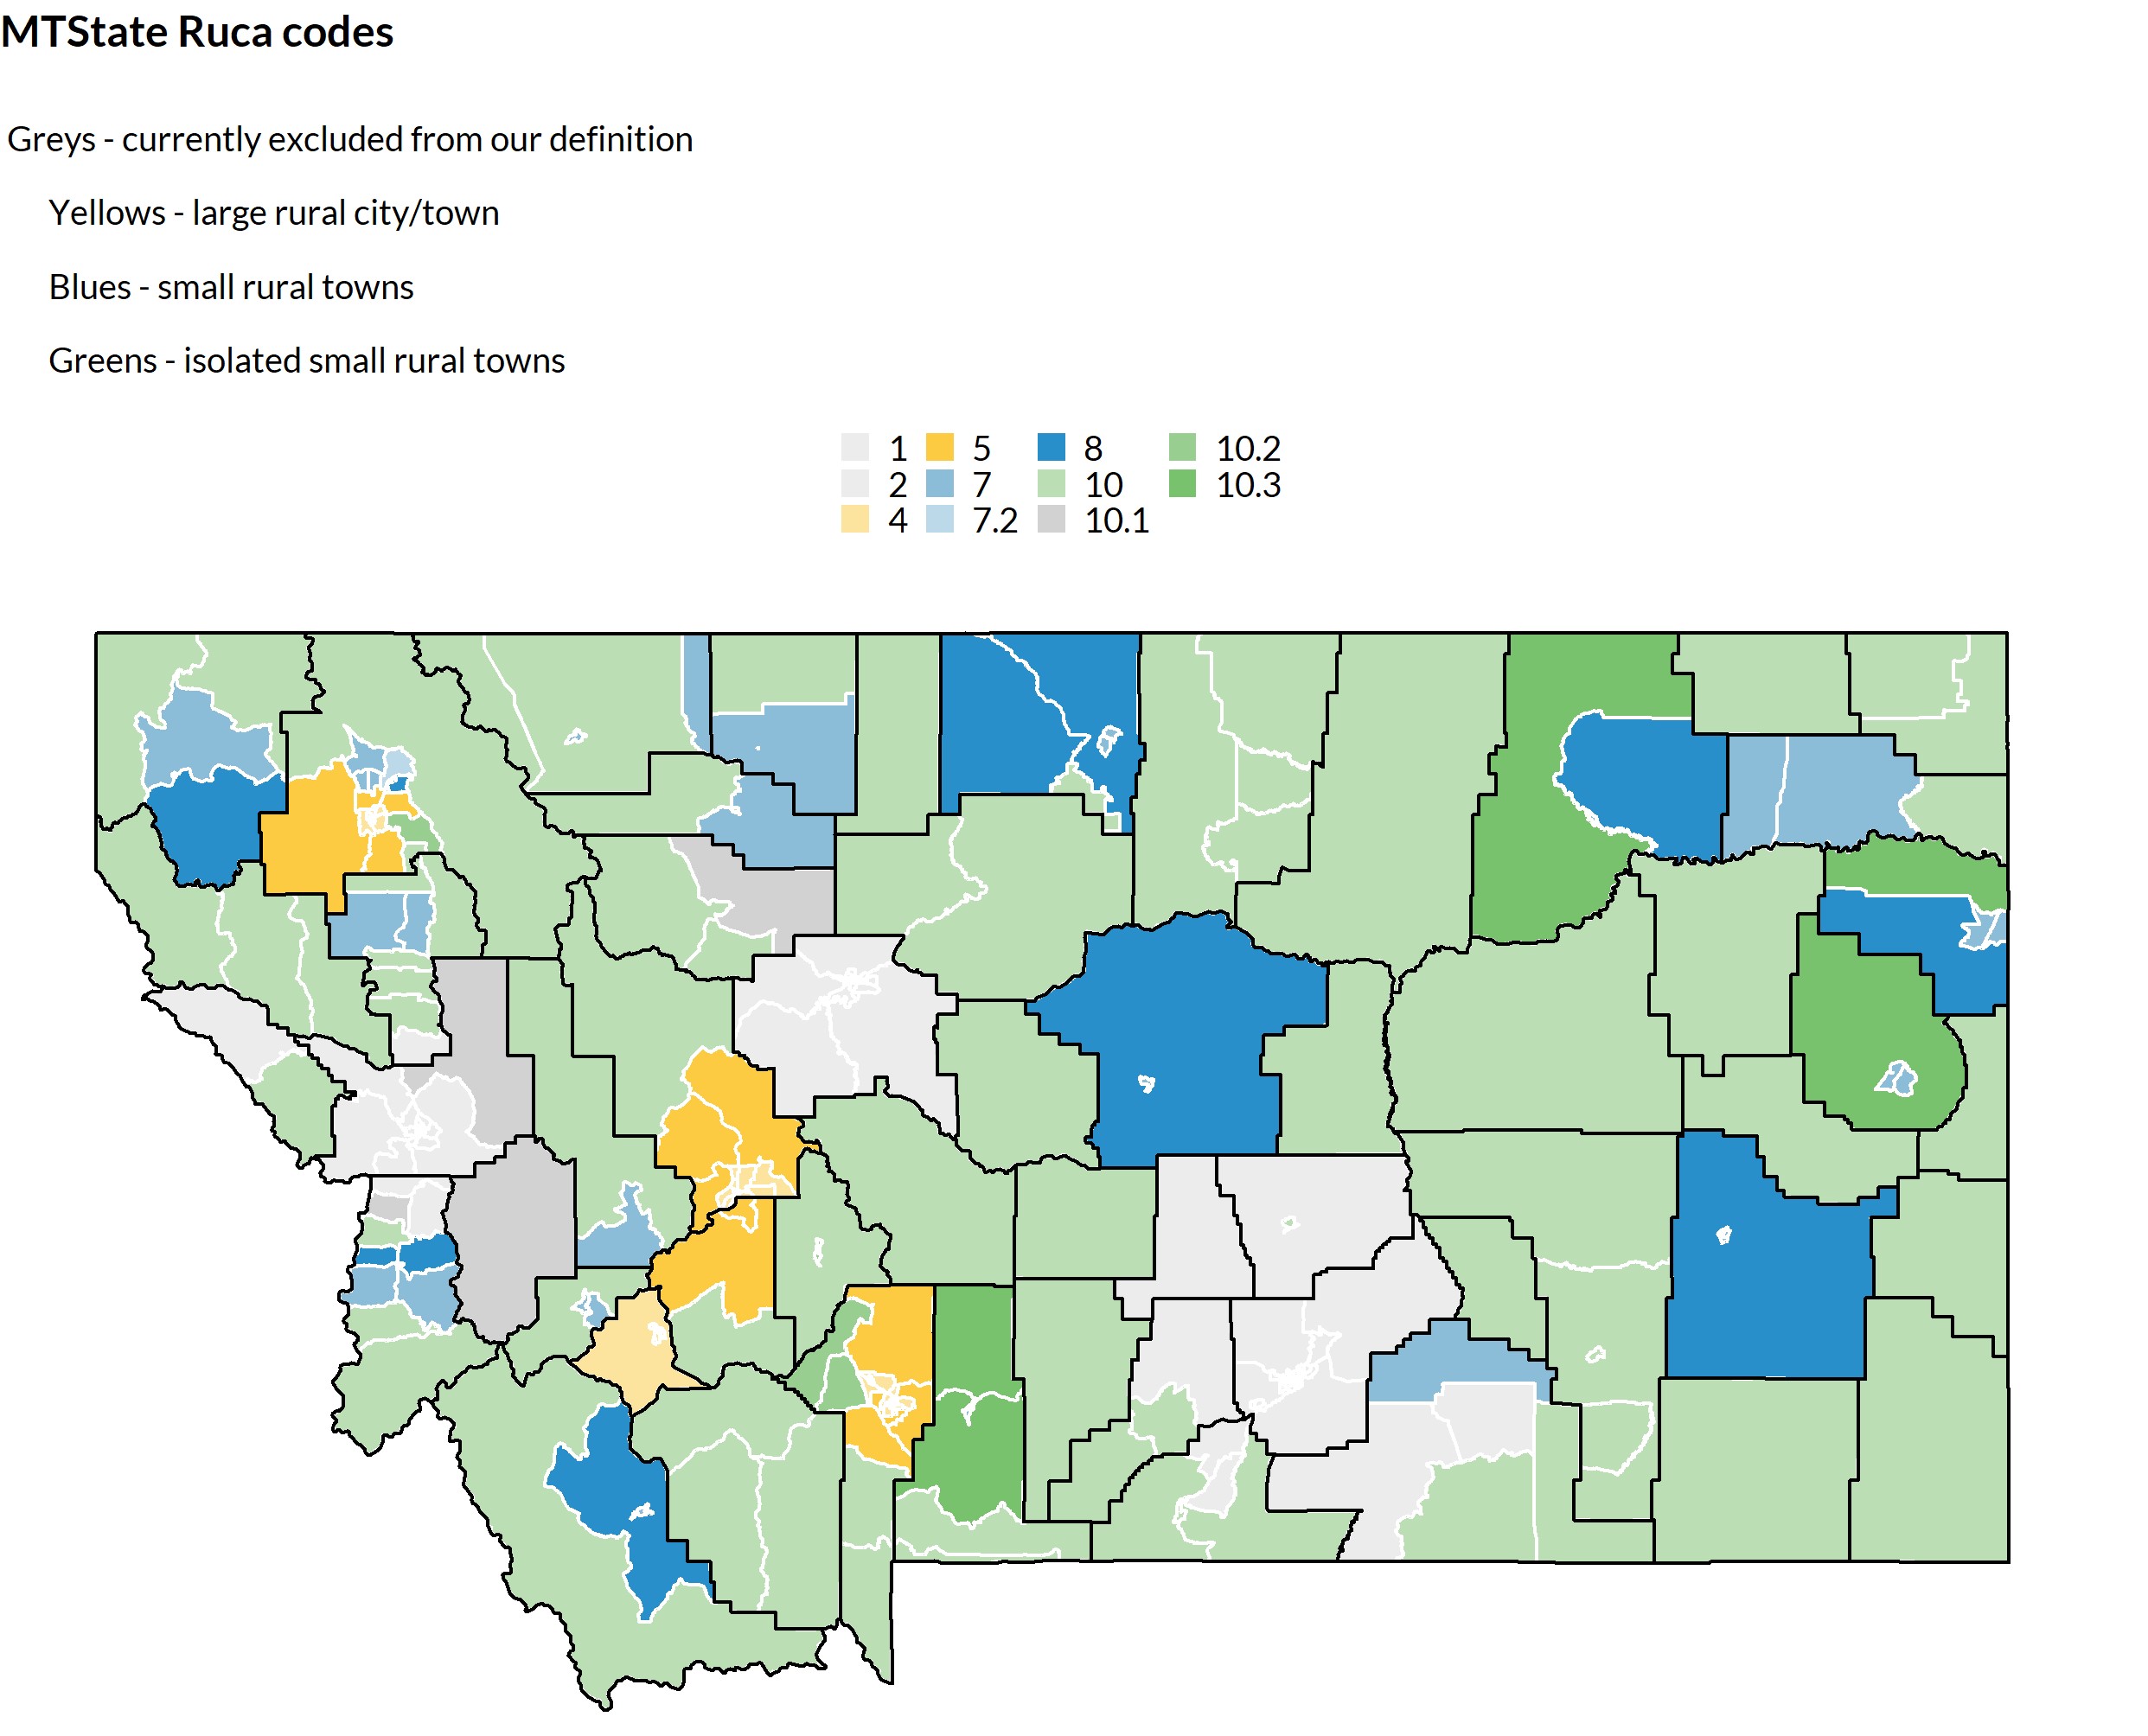 MTState Ruca codes
Greys - currently excluded from our definition
Yellows - large rural city/town
Blues - small rural towns
Greens - isolated small rural towns
1 5 8 10.2
2 7 10 10.3
4 7.2 10.1